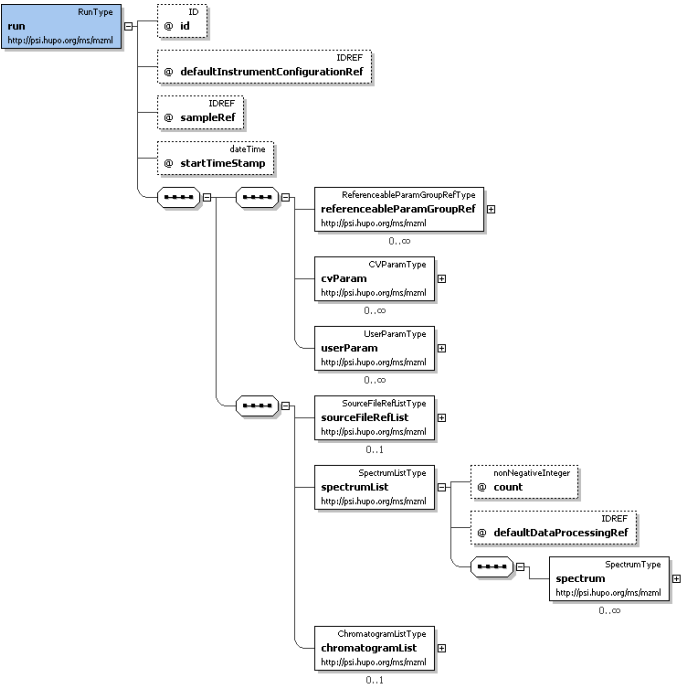 RunType
run
http://psi.hupo.org/ms/mzml
ID
@ id
IDREF
@ defaultInstrumentConfigurationRef
IDREF
@ sampleRef
dateTime
@ startTimeStamp
ReferenceableParamGroupRefType
referenceableParamGroupRef
http://psi.hupo.org/ms/mzml
0..∞
CVParamType
cvParam
http://psi.hupo.org/ms/mzml
0..∞
UserParamType
userParam
http://psi.hupo.org/ms/mzml
0..∞
SourceFileRefListType
sourceFileRefList
http://psi.hupo.org/ms/mzml
0..1
SpectrumListType
spectrumList
http://psi.hupo.org/ms/mzml
nonNegativeInteger
@ count
IDREF
@ defaultDataProcessingRef
SpectrumType
spectrum
http://psi.hupo.org/ms/mzml
0..∞
ChromatogramListType
chromatogramList
http://psi.hupo.org/ms/mzml
0..1